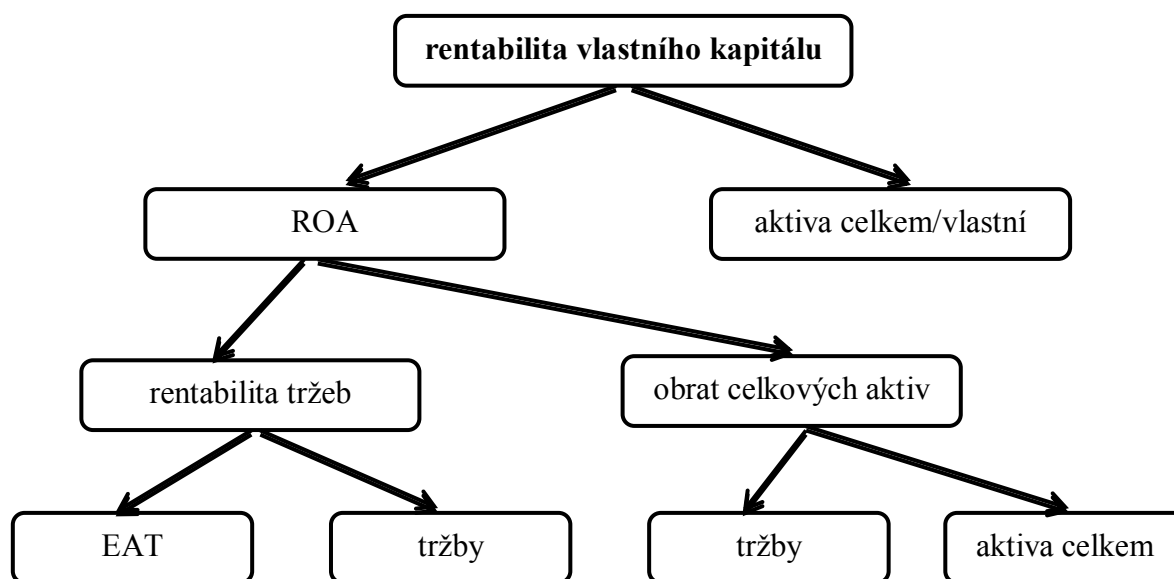 rentabilita vlastního kapitálu
ROA
aktiva celkem/vlastní
rentabilita tržeb
obrat celkových aktiv
EAT
tržby
tržby
aktiva celkem